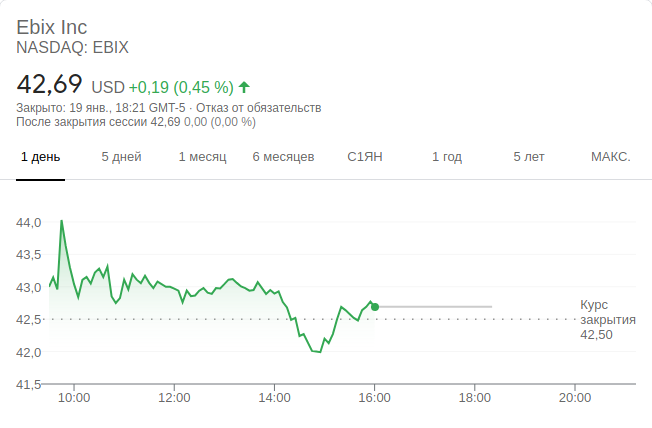 Ebix Inc
NASDAQ: EBIX
42,69 USD +0,19 (0,45 %)
Закрыто: 19 янв., 18:21 GMT-5 · Отказ от обязательств
После закрытия сессии 42,69 0,00 (0,00 %)
1 день 5 дней 1 месяц 6 месяцев С1ЯН 1 год 5 лет МАКС.
44,0
43,5
43,0
42,5
42,0
41,5
Курс
закрытия
42,50
10:00 12:00 14:00 16:00 18:00 20:00